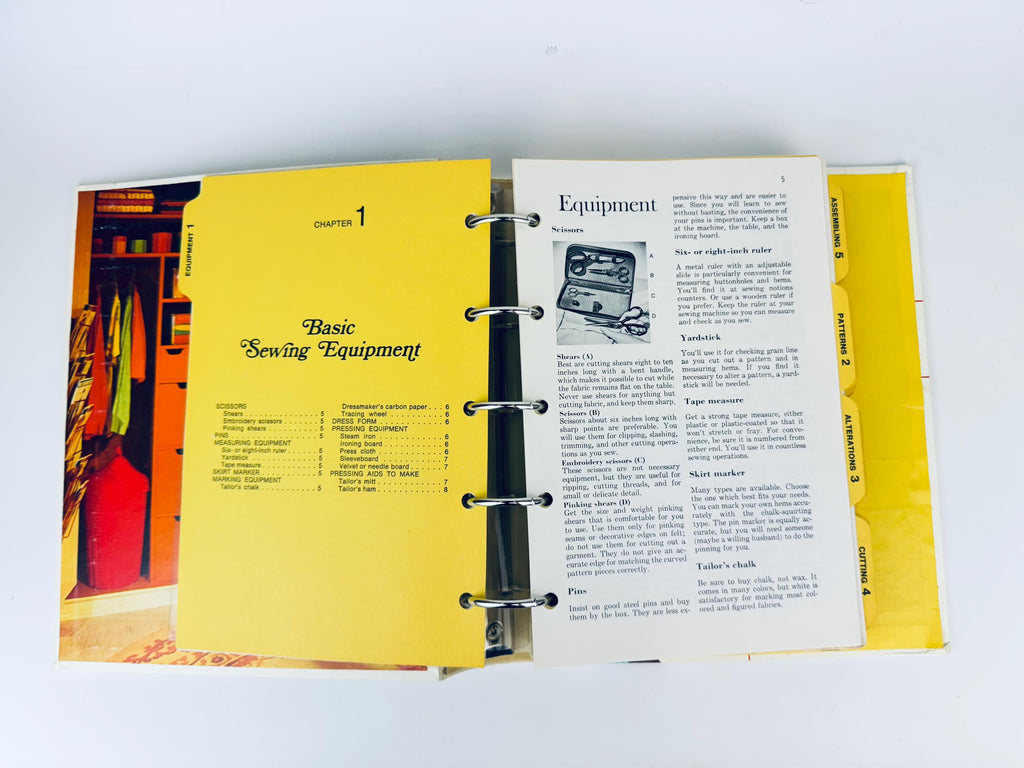 EQUIPMENT 1
CHAPTER 1
Basic
Sewing Equipment
SCISSORS
Shears . . . . . . . . . . . . . . . . . . 5
Embroidery scissors . . . . . . . . 5
Pinking shears . . . . . . . . . . . . 5
PINS . . . . . . . . . . . . . . . . . . . . 5
MEASURING EQUIPMENT
Six- or eight-inch ruler . . . . . . . 5
Yardstick . . . . . . . . . . . . . . . . 5
Tape measure . . . . . . . . . . . . . 5
SKIRT MARKER . . . . . . . . . . . . 5
MARKING EQUIPMENT
Tailor's chalk . . . . . . . . . . . . . 5
Dressmaker's carbon paper . . . 6
Tracing wheel . . . . . . . . . . . . 6
DRESS FORM . . . . . . . . . . . . . 6
PRESSING EQUIPMENT
Steam iron . . . . . . . . . . . . . . 6
Ironing board . . . . . . . . . . . . . 6
Press cloth . . . . . . . . . . . . . . 6
Sleeveboard . . . . . . . . . . . . . 7
Velvet or needle board . . . . . . 7
PRESSING AIDS TO MAKE
Tailor's mitt . . . . . . . . . . . . . . 7
Tailor's ham . . . . . . . . . . . . . . 8
5
Equipment
Scissors
A
B
C
D
Shears (A)
Best are cutting shears eight to ten
inches long with a bent handle,
which makes it possible to cut while
the fabric remains flat on the table.
Never use shears for anything but
cutting fabric, and keep them sharp.
Scissors (B)
Scissors about six inches long with
sharp points are preferable. You
will use them for clipping, slashing,
trimming, and other cutting opera-
tions as you sew.
Embroidery scissors (C)
These scissors are not necessary
equipment, but they are useful for
ripping, cutting threads, and for
small or delicate detail.
Pinking shears (D)
Get the size and weight pinking
shears that is comfortable for you
to use. Use them only for pinking
seams or decorative edges on felt;
do not use them for cutting out a
garment. They do not give an ac-
curate edge for matching the curved
pattern pieces correctly.
Pins
Insist on good steel pins and buy
them by the box. They are less ex-
pensive this way and are easier to
use. Since you will learn to sew
without basting, the convenience of
your pins is important. Keep a box
at the machine, the table, and the
ironing board.
Six- or eight-inch ruler
A metal ruler with an adjustable
slide is particularly convenient for
measuring buttonholes and hems.
You'll find it at sewing notions
counters. Or use a wooden ruler if
you prefer. Keep the ruler at your
sewing machine so you can measure
and check as you sew.
Yardstick
You'll use it for checking grain line
as you cut out a pattern and in
measuring hems. If you find it
necessary to alter a pattern, a yard-
stick will be needed.
Tape measure
Get a strong tape measure, either
plastic or plastic-coated so that it
won't stretch or fray. For conve-
nience, be sure it is numbered from
either end. You'll use it in countless
sewing operations.
Skirt marker
Many types are available. Choose
the one which best fits your needs.
You can mark your own hems accu-
rately with the chalk-squirting
type. The pin marker is equally ac-
curate, but you will need someone
(maybe a willing husband) to do the
pinning for you.
Tailor's chalk
Be sure to buy chalk, not wax. It
comes in many colors, but white is
satisfactory for marking most col-
ored and figured fabrics.
ASSEMBLING 5
PATTERNS 2
ALTERATIONS 3
CUTTING 4